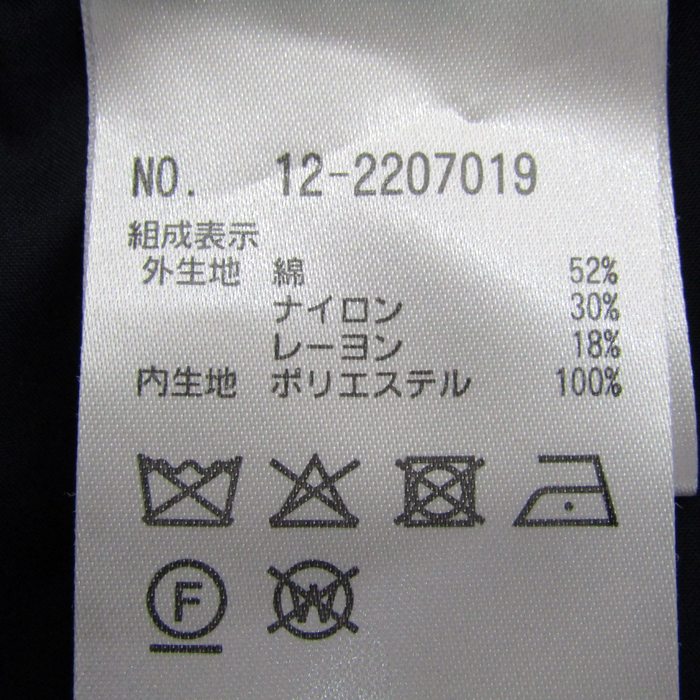 NO. 12-2207019
組成表示
外生地 綿 52%
ナイロン 30%
レーヨン 18%
内生地 ポリエステル 100%
F W